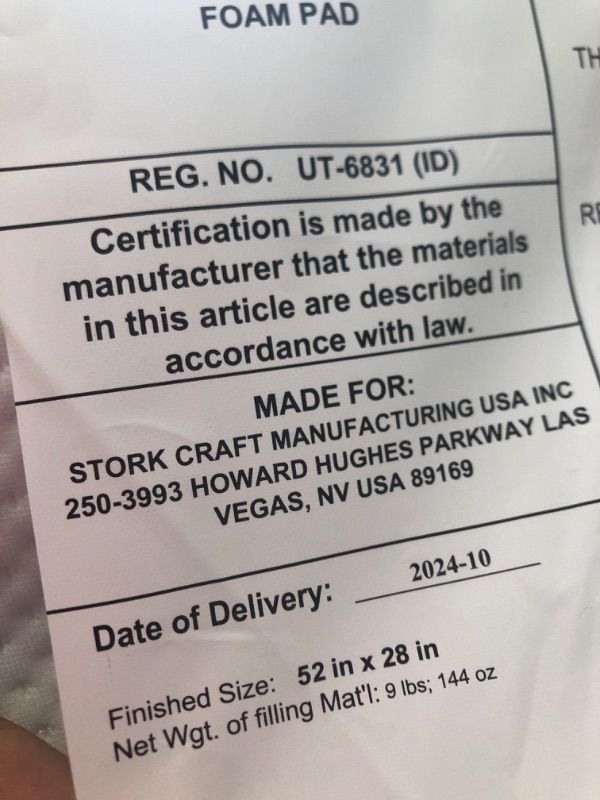 FOAM PAD
TH
REG. NO. UT-6831 (ID)
RE
Certification is made by the
manufacturer that the materials
in this article are described in
accordance with law.
MADE FOR:
STORK CRAFT MANUFACTURING USA INC
250-3993 HOWARD HUGHES PARKWAY LAS
VEGAS, NV USA 89169
Date of Delivery: 2024-10
Finished Size: 52 in x 28 in
Net Wgt. of filling Mat'l: 9 lbs; 144 oz